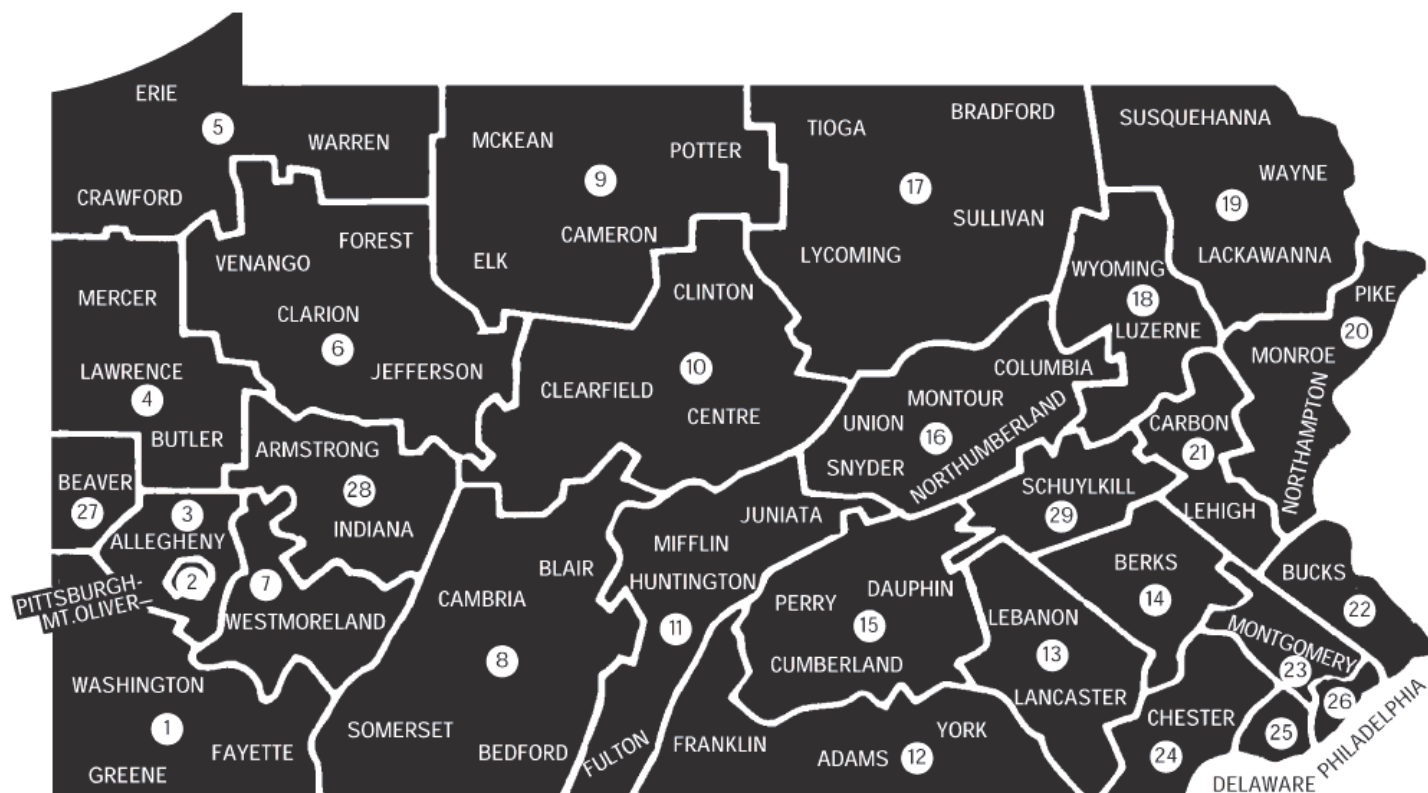 ERIE
5
WARREN
CRAWFORD
MCKEAN
POTTER
9
CAMERON
ELK
TIOGA
BRADFORD
17
SULLIVAN
LYCOMING
SUSQUEHANNA
WAYNE
19
LACKAWANNA
VENANGO
FOREST
CLARION
6
JEFFERSON
MERCER
LAWRENCE
4
BUTLER
CLINTON
10
CLEARFIELD
CENTRE
WYOMING
18
LUZERNE
PIKE
20
MONROE
NORTHAMPTON
COLUMBIA
MONTOUR
UNION
16
SNYDER
NORTHUMBERLAND
CARBON
21
LEHIGH
BEAVER
27
ARMSTRONG
28
INDIANA
3
ALLEGHENY
2
PITTSBURGH-
MT.OLIVER
7
WESTMORELAND
SCHUYLKILL
29
JUNIATA
MIFFLIN
HUNTINGTON
11
FULTON
BLAIR
CAMBRIA
8
SOMERSET
BEDFORD
DAUPHIN
PERRY
15
CUMBERLAND
LEBANON
13
LANCASTER
BERKS
14
BUCKS
22
MONTGOMERY
23
WASHINGTON
1
FAYETTE
GREENE
FRANKLIN
ADAMS
12
YORK
CHESTER
24
25
DELAWARE
26
PHILADELPHIA